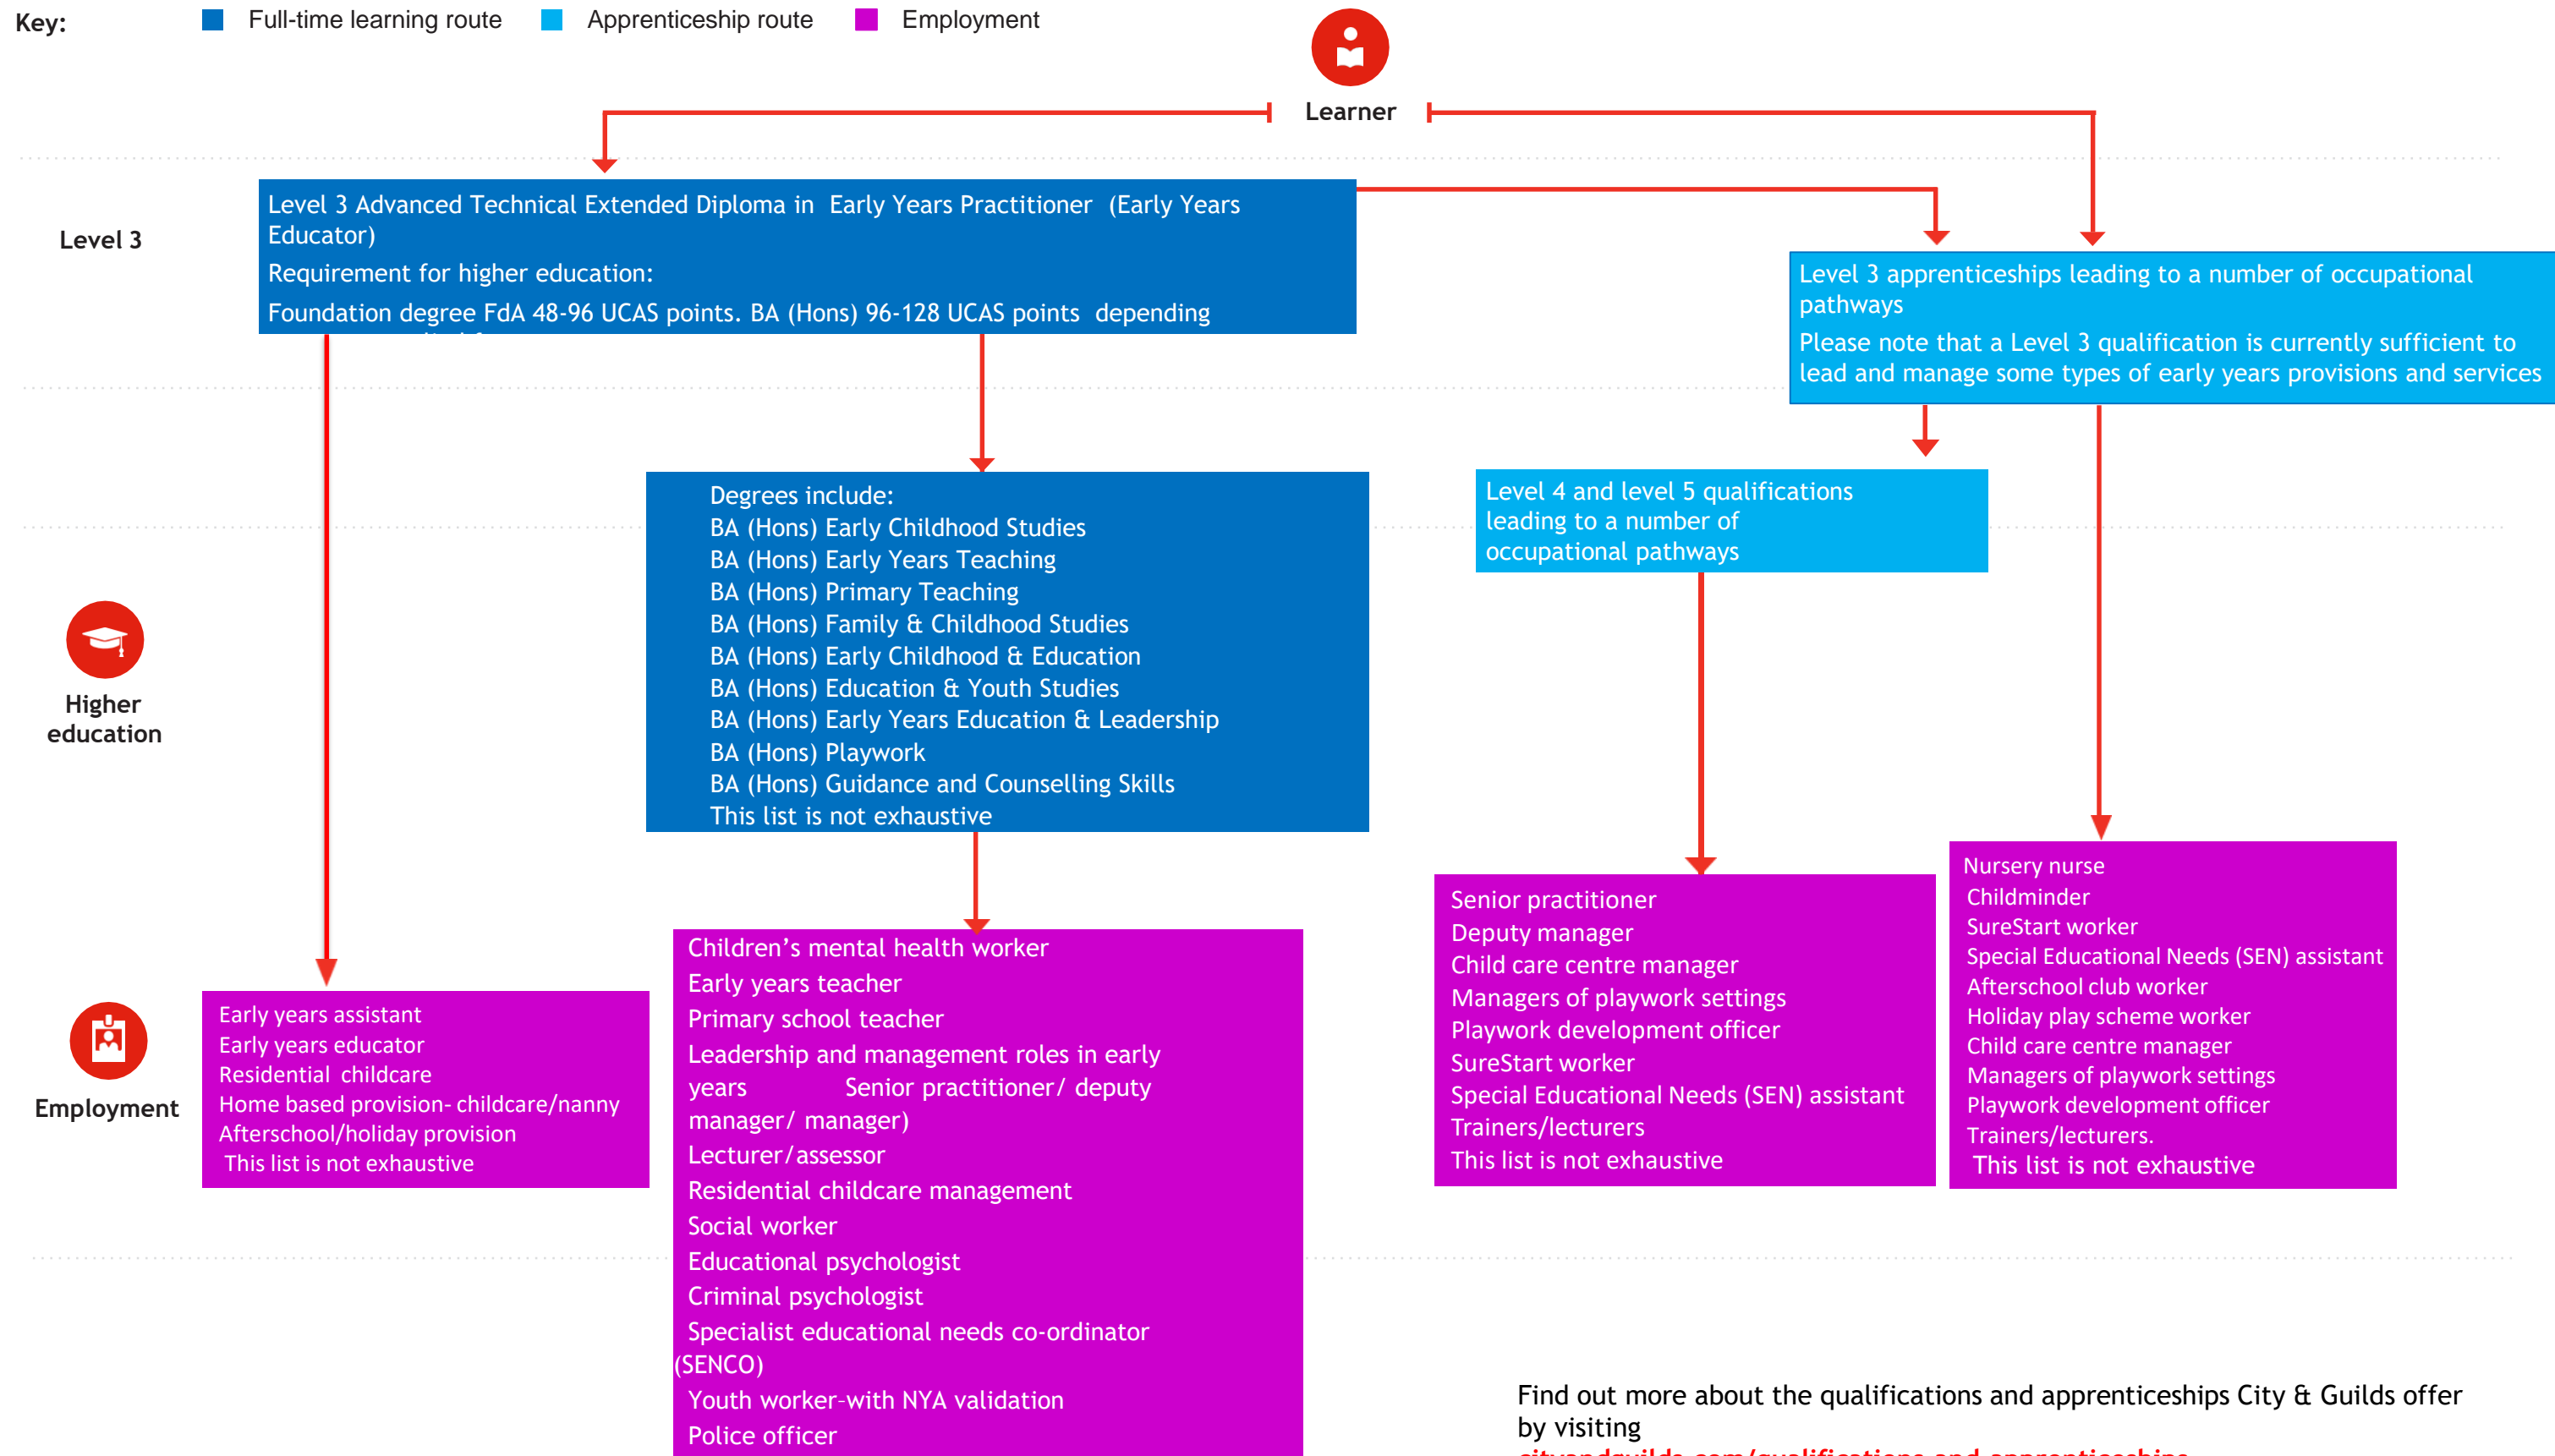 Key:
Full-time learning route
Apprenticeship route
Employment
Learner
Level 3
Level 3 Advanced Technical Extended Diploma in Early Years Practitioner (Early Years
Educator)
Requirement for higher education:
Foundation degree FdA 48-96 UCAS points. BA (Hons) 96-128 UCAS points depending
Level 3 apprenticeships leading to a number of occupational
pathways
Please note that a Level 3 qualification is currently sufficient to
lead and manage some types of early years provisions and services
Higher
education
Degrees include:
BA (Hons) Early Childhood Studies
BA (Hons) Early Years Teaching
BA (Hons) Primary Teaching
BA (Hons) Family & Childhood Studies
BA (Hons) Early Childhood & Education
BA (Hons) Education & Youth Studies
BA (Hons) Early Years Education & Leadership
BA (Hons) Playwork
BA (Hons) Guidance and Counselling Skills
This list is not exhaustive
Level 4 and level 5 qualifications
leading to a number of
occupational pathways
Employment
Early years assistant
Early years educator
Residential childcare
Home based provision- childcare/nanny
Afterschool/holiday provision
This list is not exhaustive
Children’s mental health worker
Early years teacher
Primary school teacher
Leadership and management roles in early
years Senior practitioner/ deputy
manager/ manager)
Lecturer/assessor
Residential childcare management
Social worker
Educational psychologist
Criminal psychologist
Specialist educational needs co-ordinator
(SENCO)
Youth worker–with NYA validation
Police officer
Senior practitioner
Deputy manager
Child care centre manager
Managers of playwork settings
Playwork development officer
SureStart worker
Special Educational Needs (SEN) assistant
Trainers/lecturers
This list is not exhaustive
Nursery nurse
Childminder
SureStart worker
Special Educational Needs (SEN) assistant
Afterschool club worker
Holiday play scheme worker
Child care centre manager
Managers of playwork settings
Playwork development officer
Trainers/lecturers.
This list is not exhaustive
Find out more about the qualifications and apprenticeships City & Guilds offer
by visiting
cityandguilds.com/qualifications-and-apprenticeships